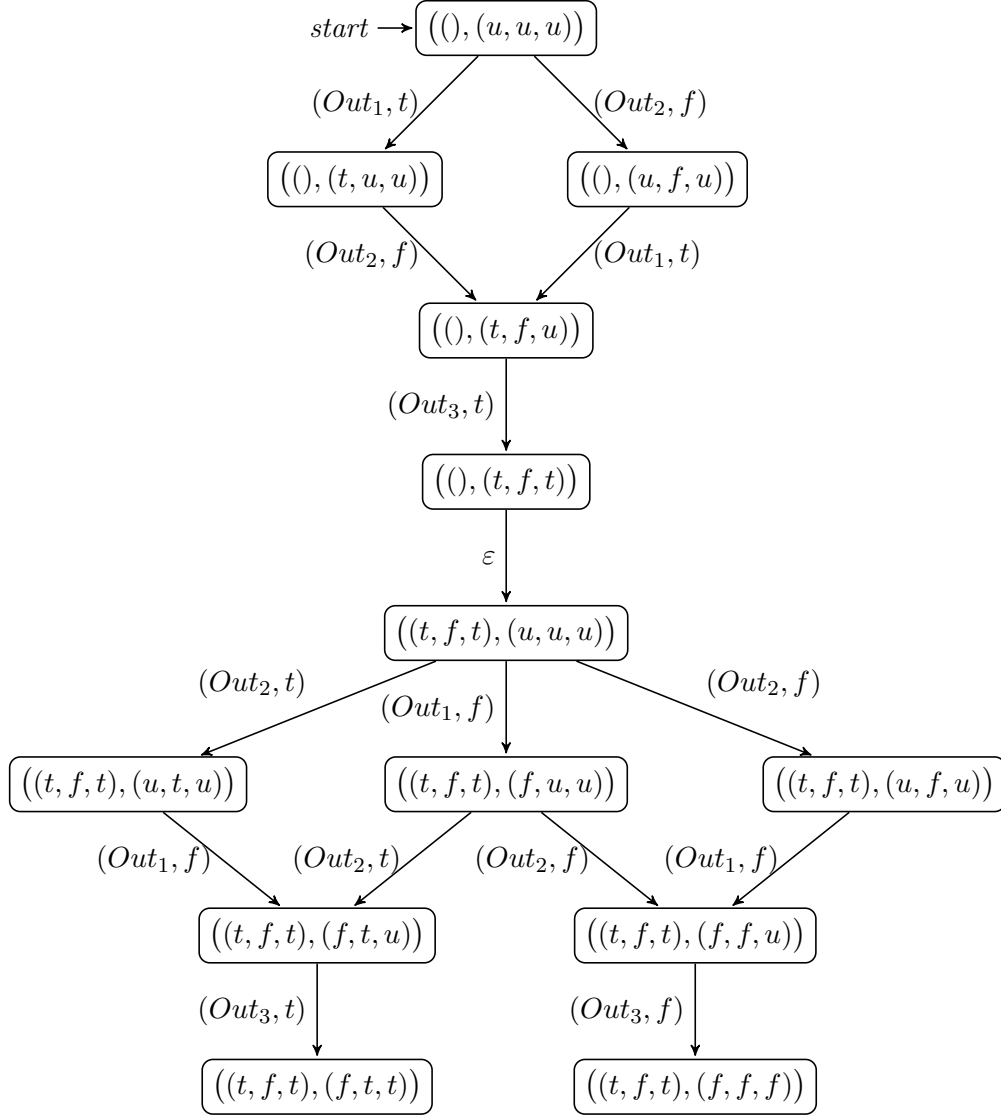 start
((), (u, u, u))
(Out₁, t)
(Out₂, f)
((), (t, u, u))
((), (u, f, u))
(Out₂, f)
(Out₁, t)
((), (t, f, u))
(Out₃, t)
((), (t, f, t))
ε
((t, f, t), (u, u, u))
(Out₂, t)
(Out₁, f)
(Out₂, f)
((t, f, t), (u, t, u))
((t, f, t), (f, u, u))
((t, f, t), (u, f, u))
(Out₁, f)
(Out₂, t)
(Out₂, f)
(Out₁, f)
((t, f, t), (f, t, u))
((t, f, t), (f, f, u))
(Out₃, t)
(Out₃, f)
((t, f, t), (f, t, t))
((t, f, t), (f, f, f))